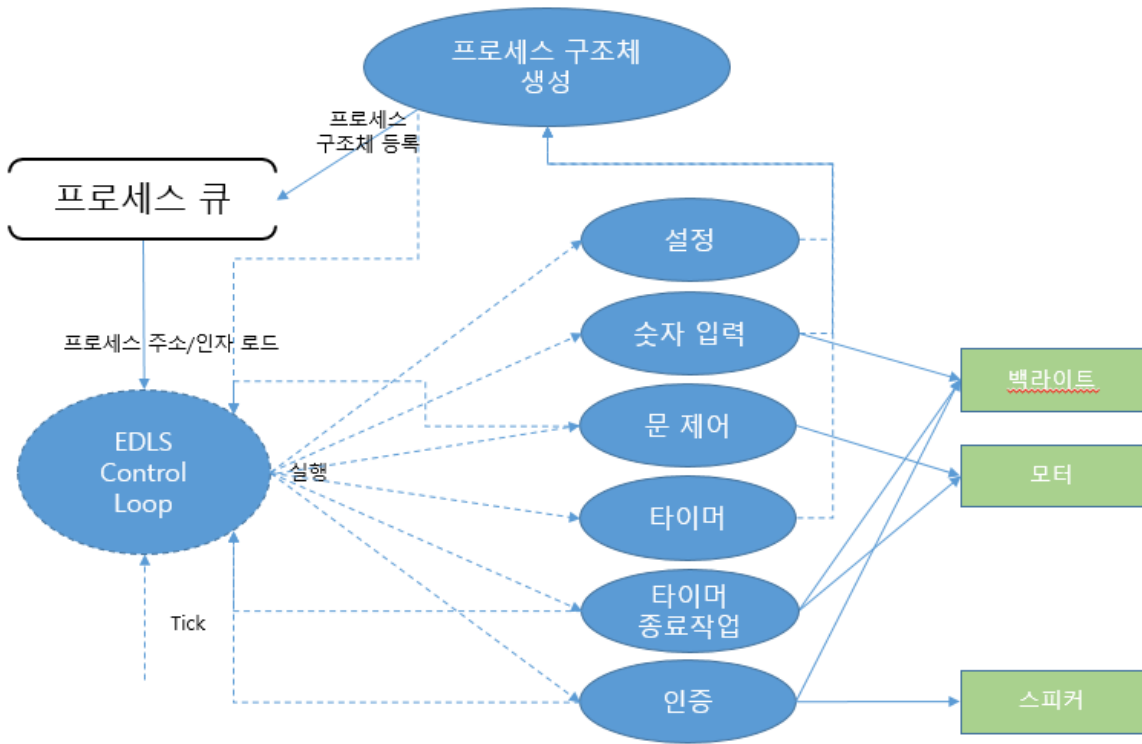 프로세스 구조체
생성
프로세스
구조체 등록
프로세스 큐
설정
숫자 입력
프로세스 주소/인자 로드
백라이트
문 제어
EDLS
Control
Loop
실행
모터
타이머
타이머
종료작업
Tick
인증
스피커